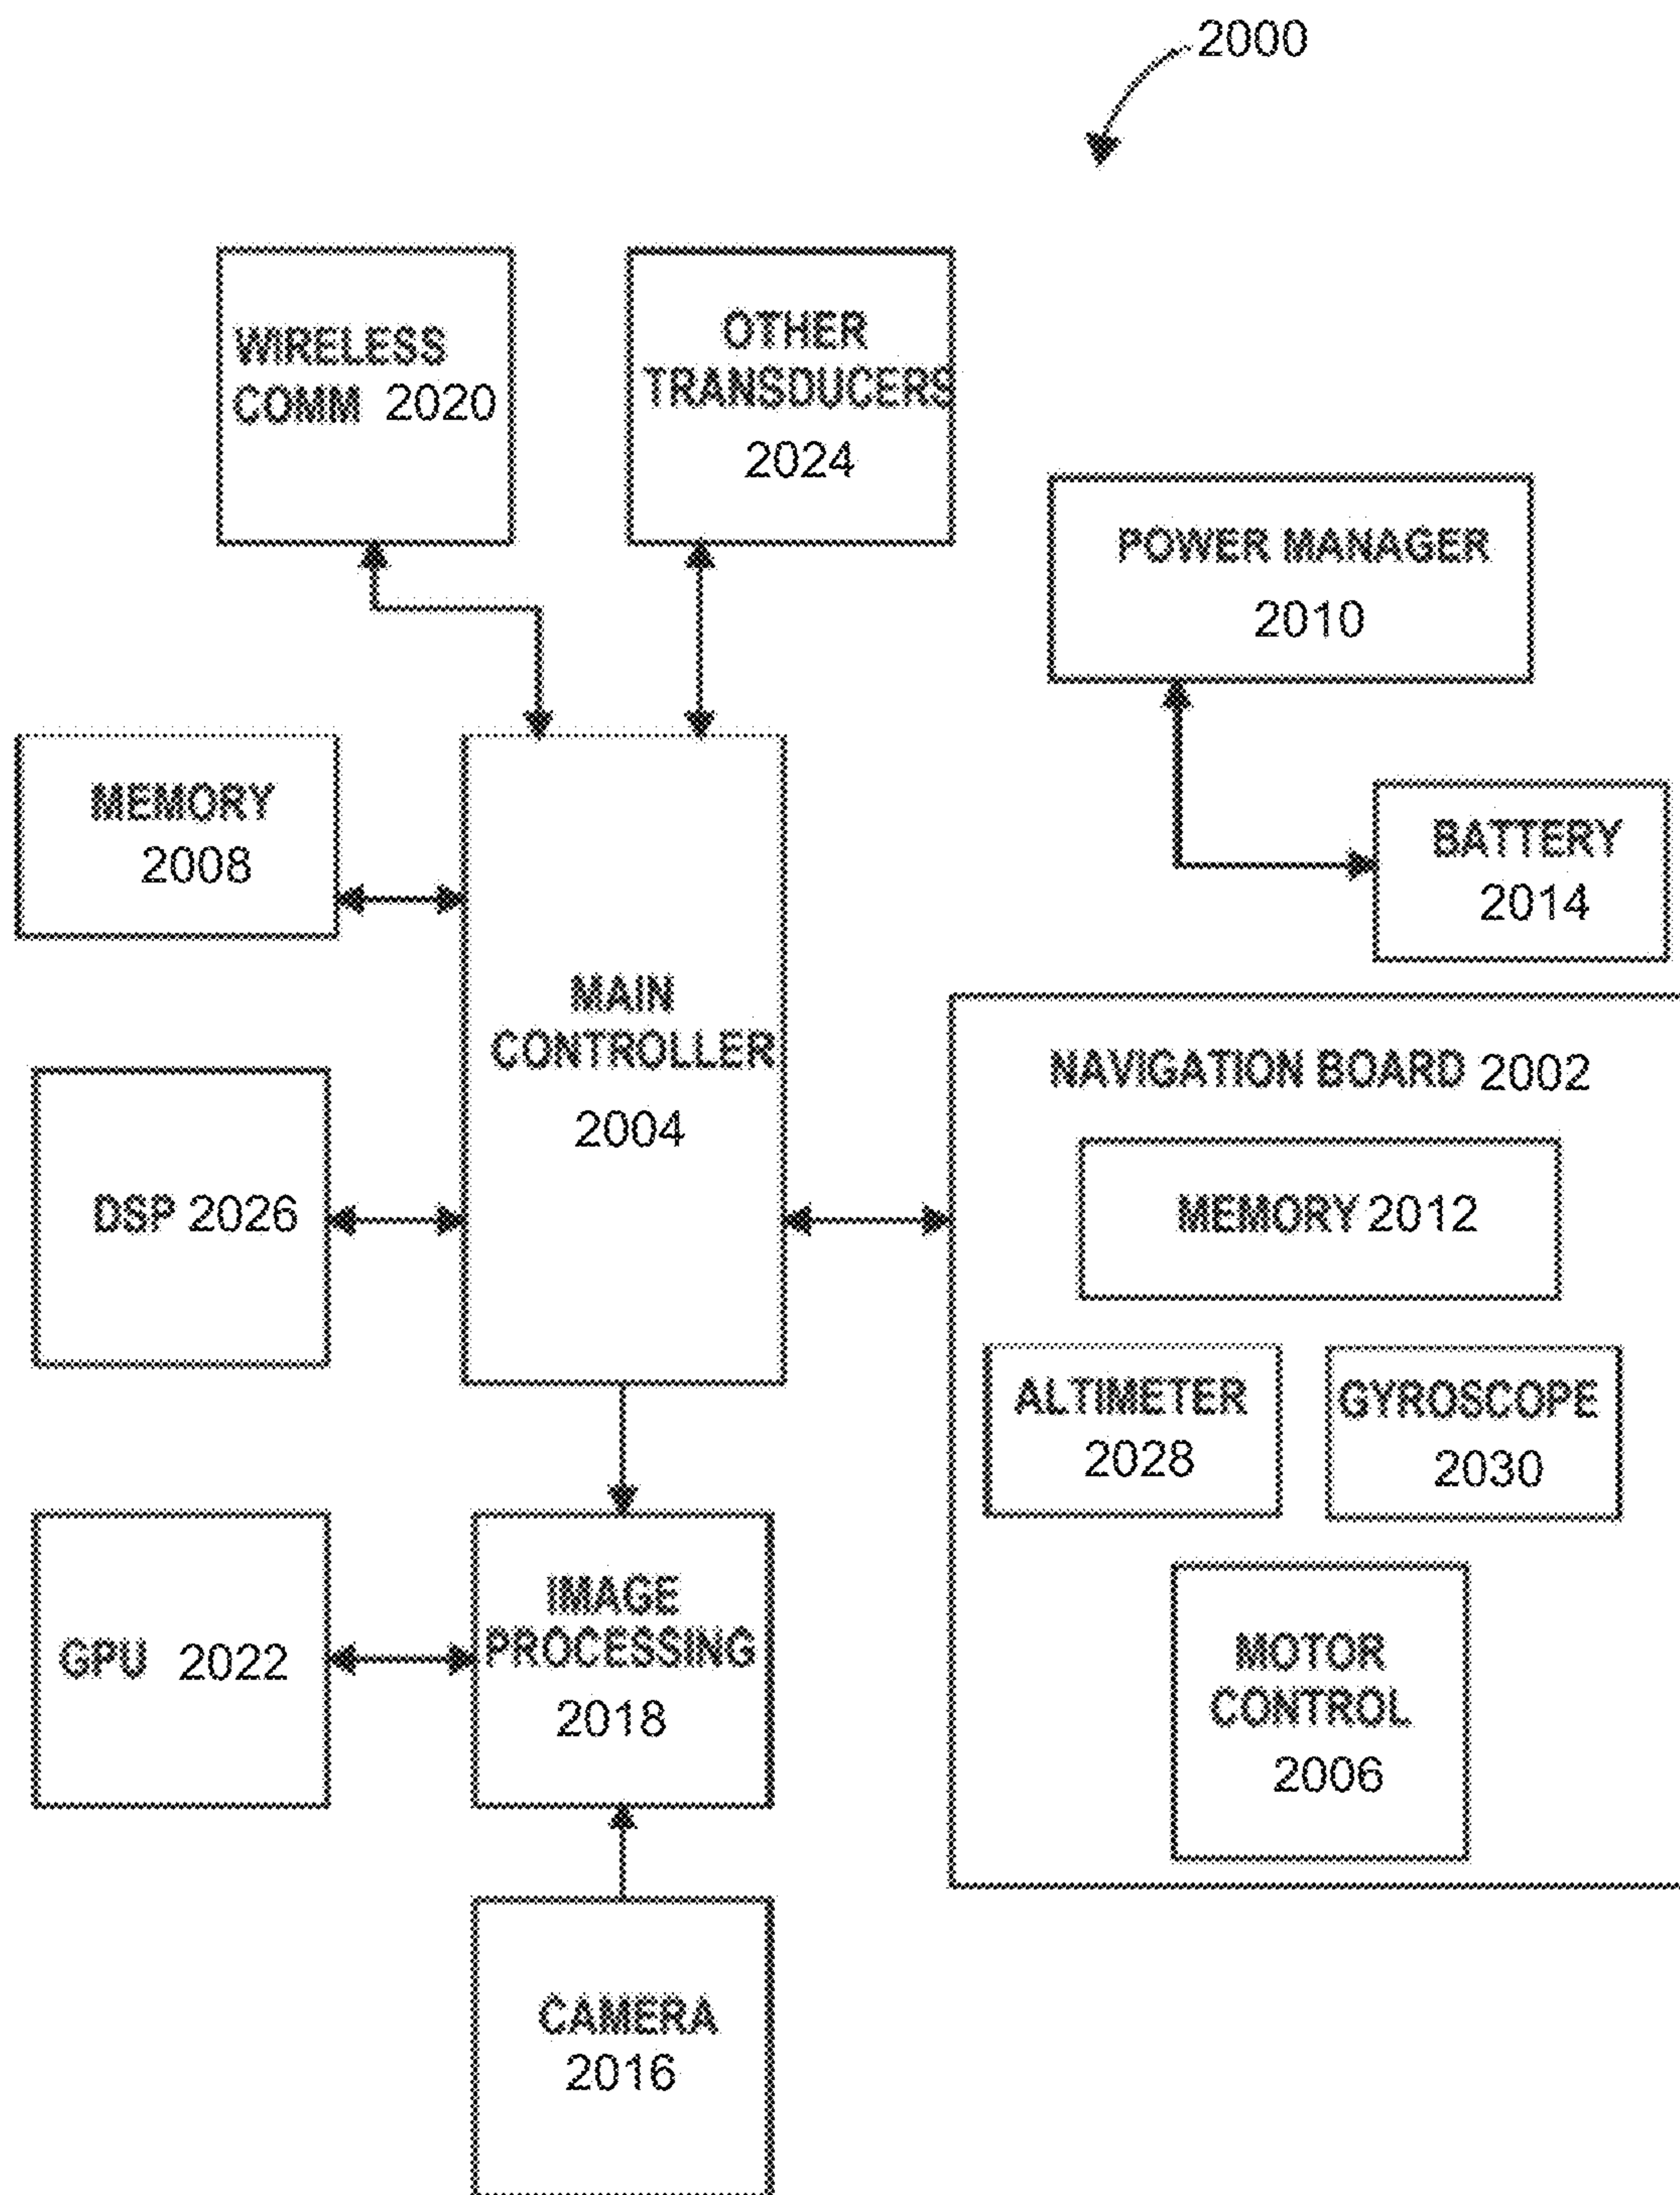 2000
WIRELESS
COMM 2020
OTHER
TRANSDUCERS
2024
POWER MANAGER
2010
MEMORY
2008
BATTERY
2014
MAIN
CONTROLLER
2004
NAVIGATION BOARD 2002
MEMORY 2012
DSP 2026
ALTIMETER
2028
GYROSCOPE
2030
GPU 2022
IMAGE
PROCESSING
2018
MOTOR
CONTROL
2006
CAMERA
2016